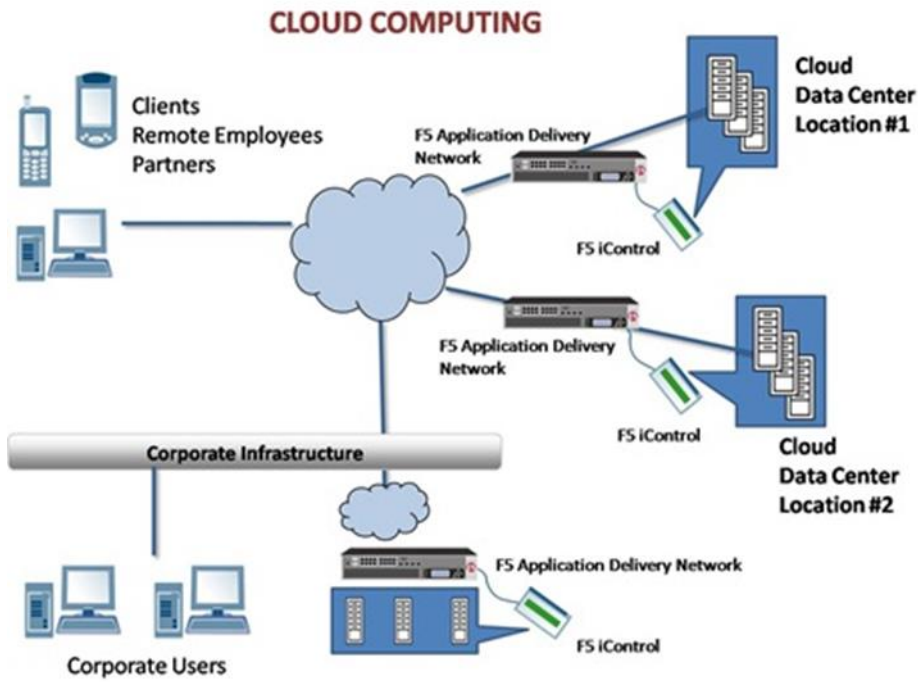 CLOUD COMPUTING
Clients
Remote Employees
Partners
F5 Application Delivery
Network
F5 iControl
Cloud
Data Center
Location #1
F5 Application Delivery
Network
F5 iControl
Cloud
Data Center
Location #2
Corporate Infrastructure
F5 Application Delivery Network
F5 iControl
Corporate Users